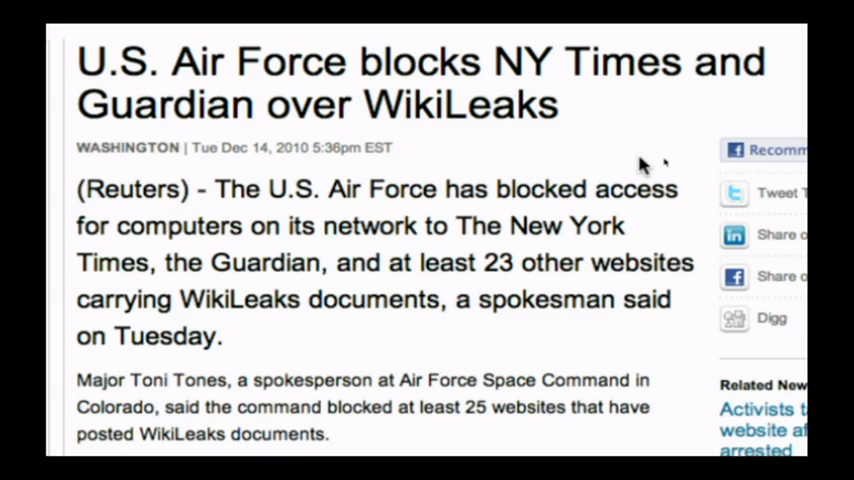 U.S. Air Force blocks NY Times and
Guardian over WikiLeaks
WASHINGTON | Tue Dec 14, 2010 5:36pm EST
(Reuters) - The U.S. Air Force has blocked access
for computers on its network to The New York
Times, the Guardian, and at least 23 other websites
carrying WikiLeaks documents, a spokesman said
on Tuesday.
Major Toni Tones, a spokesperson at Air Force Space Command in
Colorado, said the command blocked at least 25 websites that have
posted WikiLeaks documents.
Recomm
Tweet T
Share o
Share o
Digg
Related New
Activists t
website af
arrested